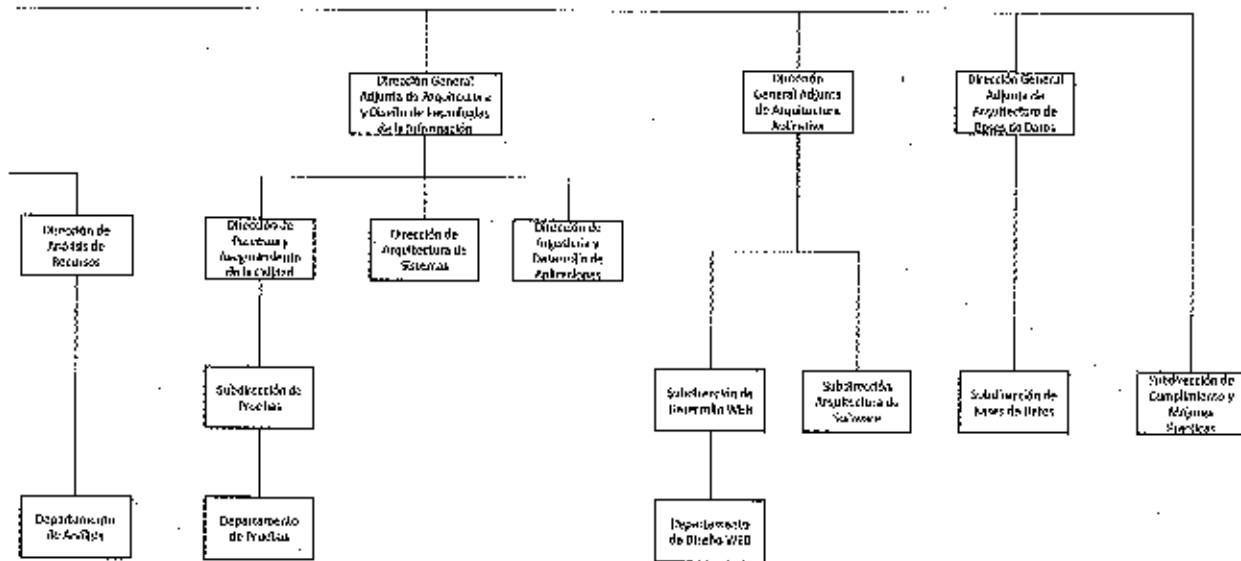 Dirección General
Adjunta de Arquitectura
y Diseño de Tecnologías
de la Información
Dirección
General Adjunta
de Arquitectura
Aplicativa
Dirección General
Adjunta de
Arquitectura de
Bases de Datos
Dirección de
Análisis de
Recursos
Dirección de
Procesos y
Aseguramiento
de la Calidad
Dirección de
Arquitectura de
Sistemas
Dirección de
Ingeniería y
de Aplicaciones
Subdirección de
Pruebas
Subdirección de
Desarrollo WEB
Subdirección
Arquitectura de
Software
Subdirección de
Bases de Datos
Subdirección de
Cumplimiento y
Mejores
Prácticas
Departamento
de Análisis
Departamento
de Pruebas
Departamento
de Diseño WEB